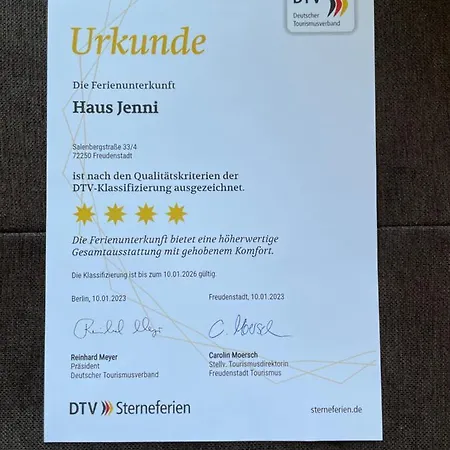 DTV
Deutscher
Tourismusverband
Urkunde
Die Ferienunterkunft
Haus Jenni
Salenbergstraße 33/4
72250 Freudenstadt
ist nach den Qualitätskriterien der
DTV-Klassifizierung ausgezeichnet.
Die Ferienunterkunft bietet eine höherwertige
Gesamtausstattung mit gehobenem Komfort.
Die Klassifizierung ist bis zum 10.01.2026 gültig.
Berlin, 10.01.2023 Freudenstadt, 10.01.2023
Reinhard Meyer C. Moersch
Reinhard Meyer Carolin Moersch
Präsident Stellv. Tourismusdirektorin
Deutscher Tourismusverband Freudenstadt Tourismus
DTV Sterneferien sterneferien.de